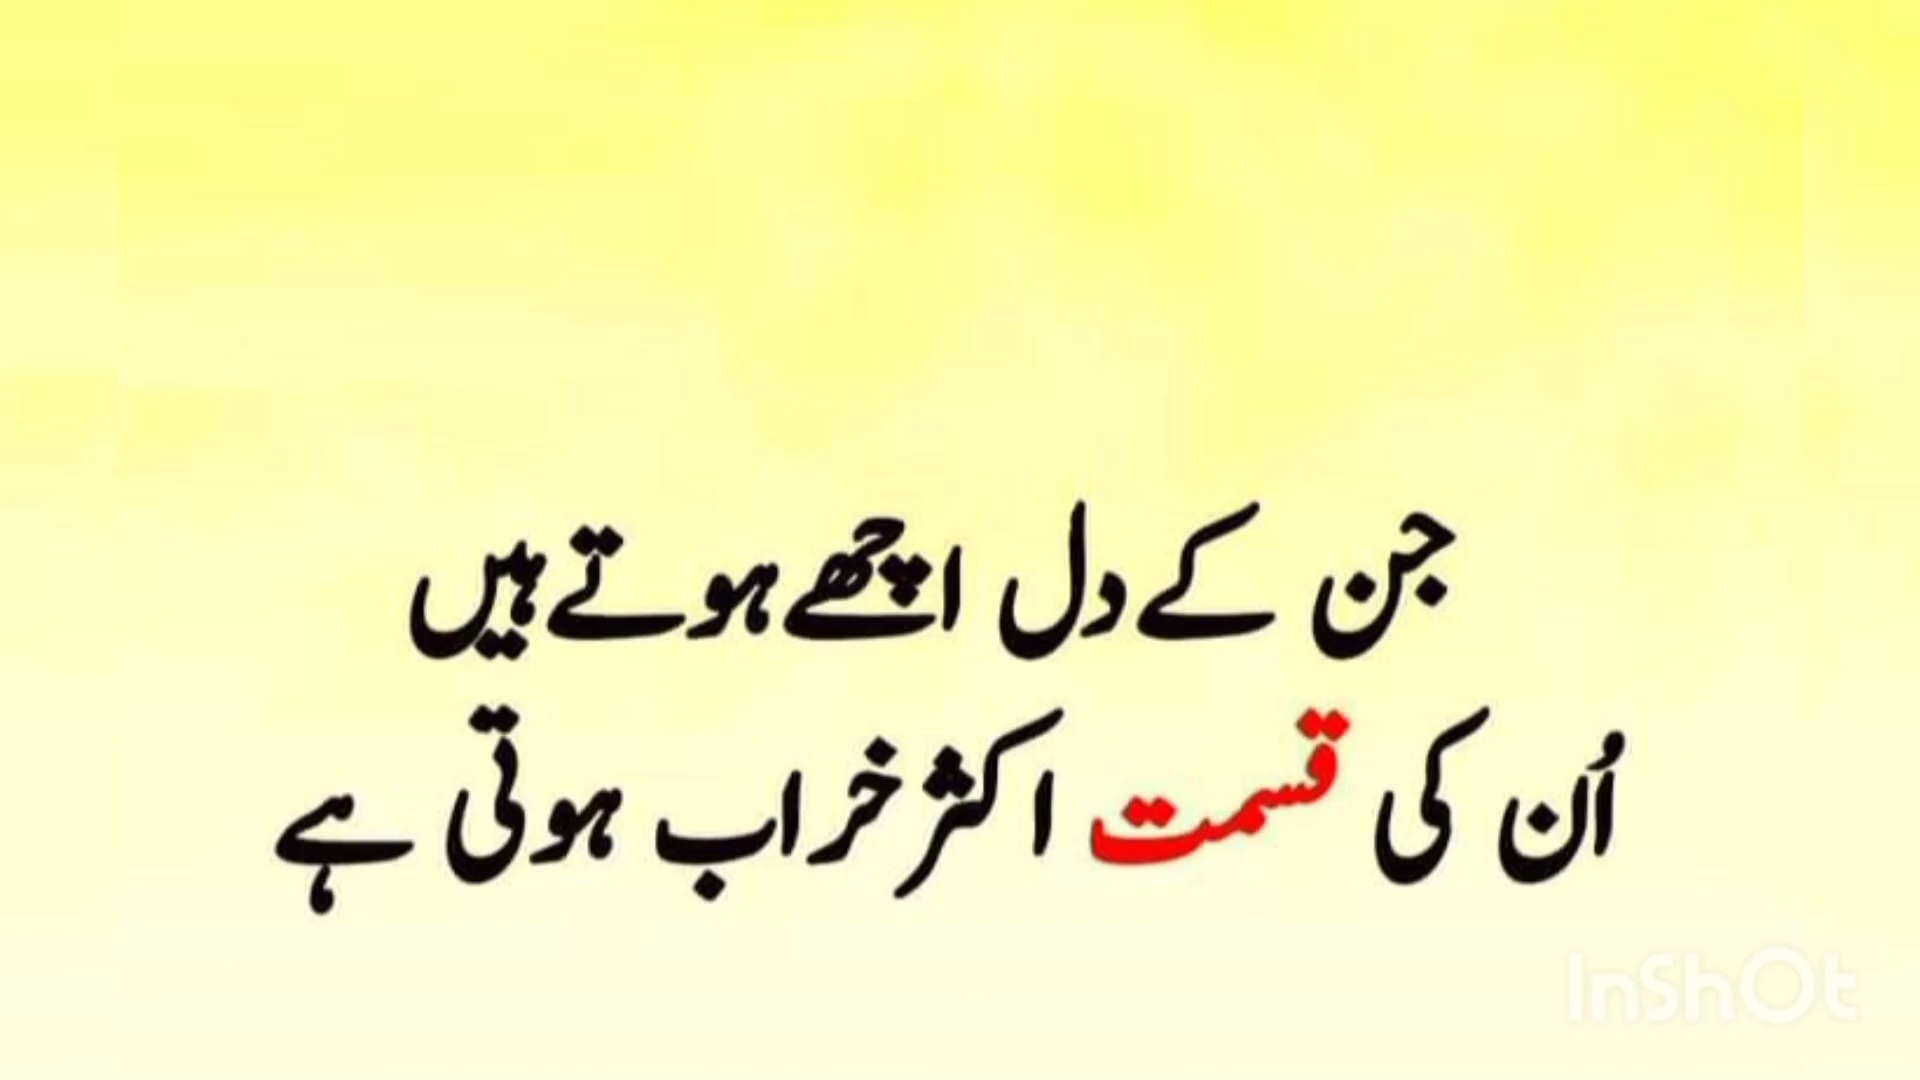 جن کے دل اچھے ہوتے ہیں
اُن کی قسمت اکثر خراب ہوتی ہے
InShOt